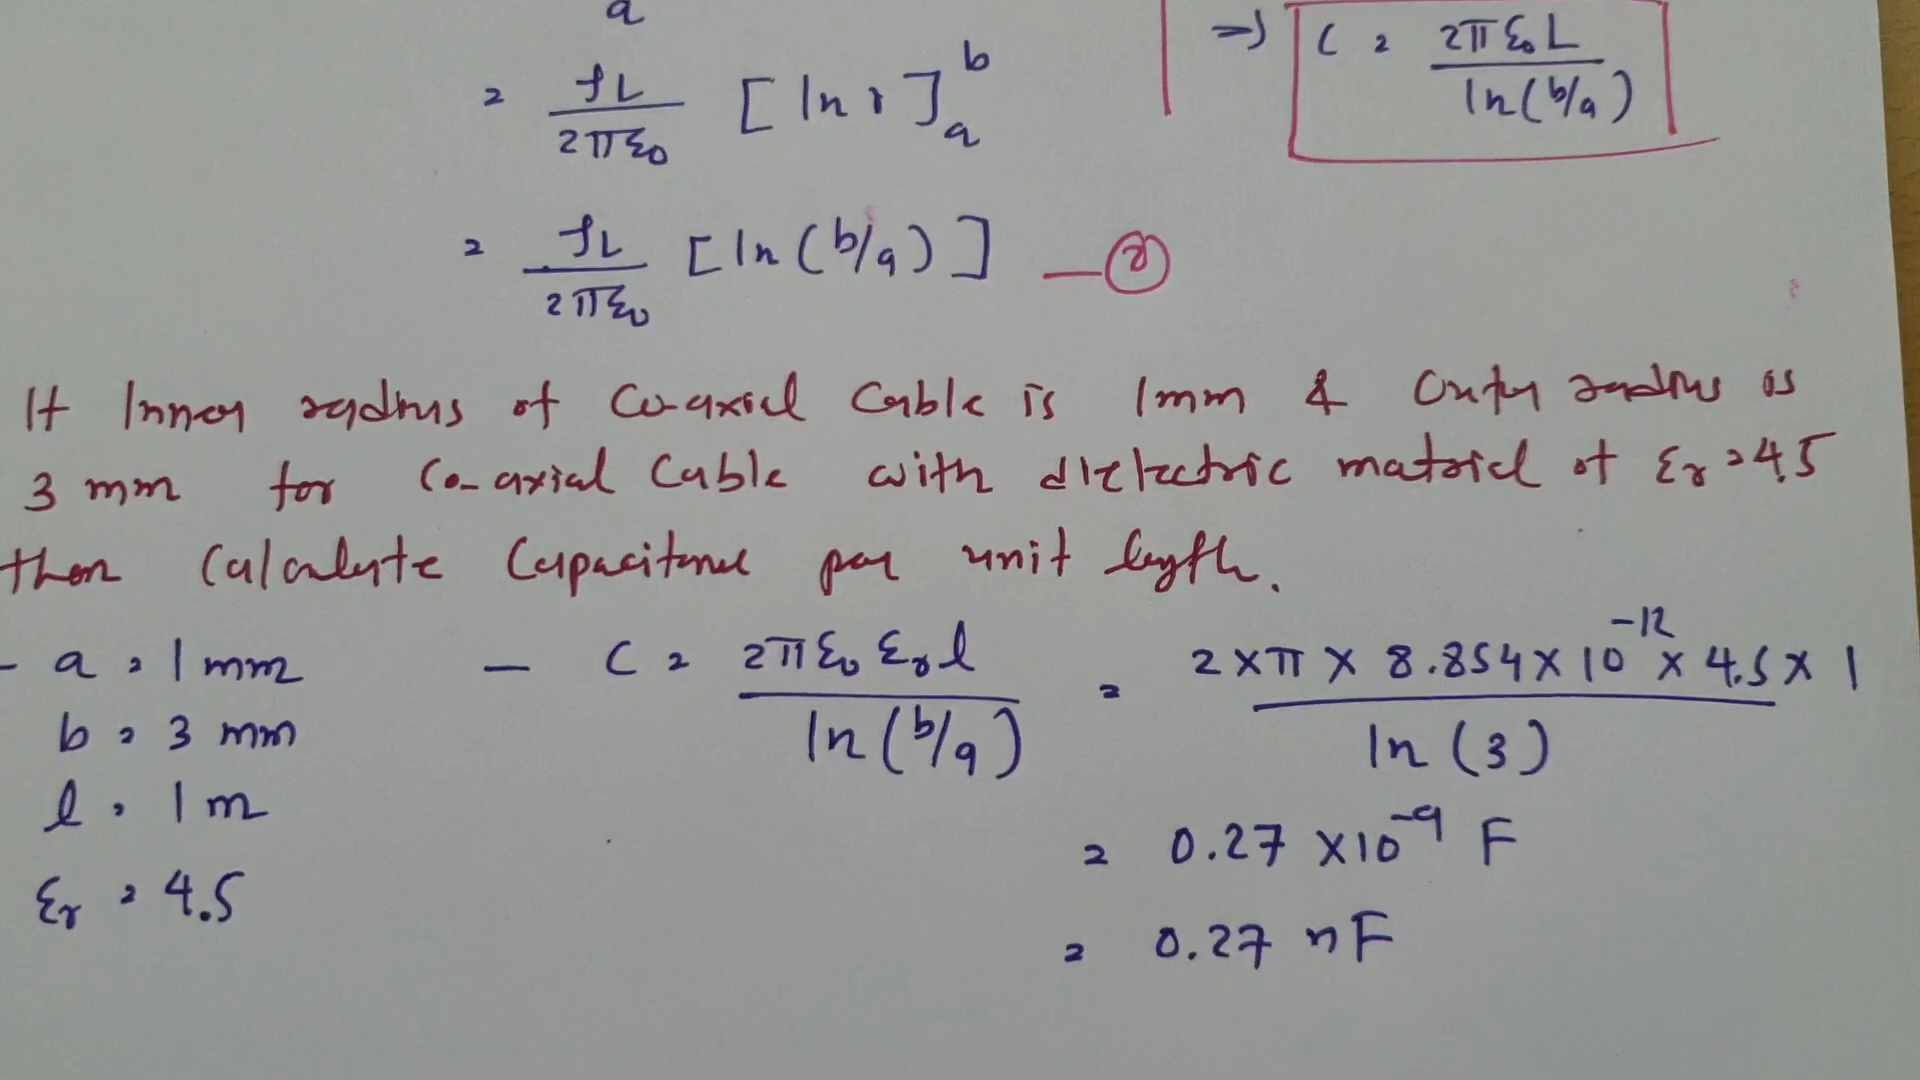 a
= ρL / 2πε0 [ln r]_a^b
⇒ C = 2πε0L / ln(b/a)
= ρL / 2πε0 [ln(b/a)] — ②
If Inner radius of Co-axial Cable is 1mm & Outer radius is
3 mm for Co-axial Cable with dielectric material of εr = 4.5
then Calculate Capacitance per unit length.
- a = 1 mm
b = 3 mm
l = 1 m
εr = 4.5
- C = 2πε0εrl / ln(b/a) = 2×π×8.854×10^-12×4.5×1 / ln(3)
= 0.27 ×10^-9 F
= 0.27 nF